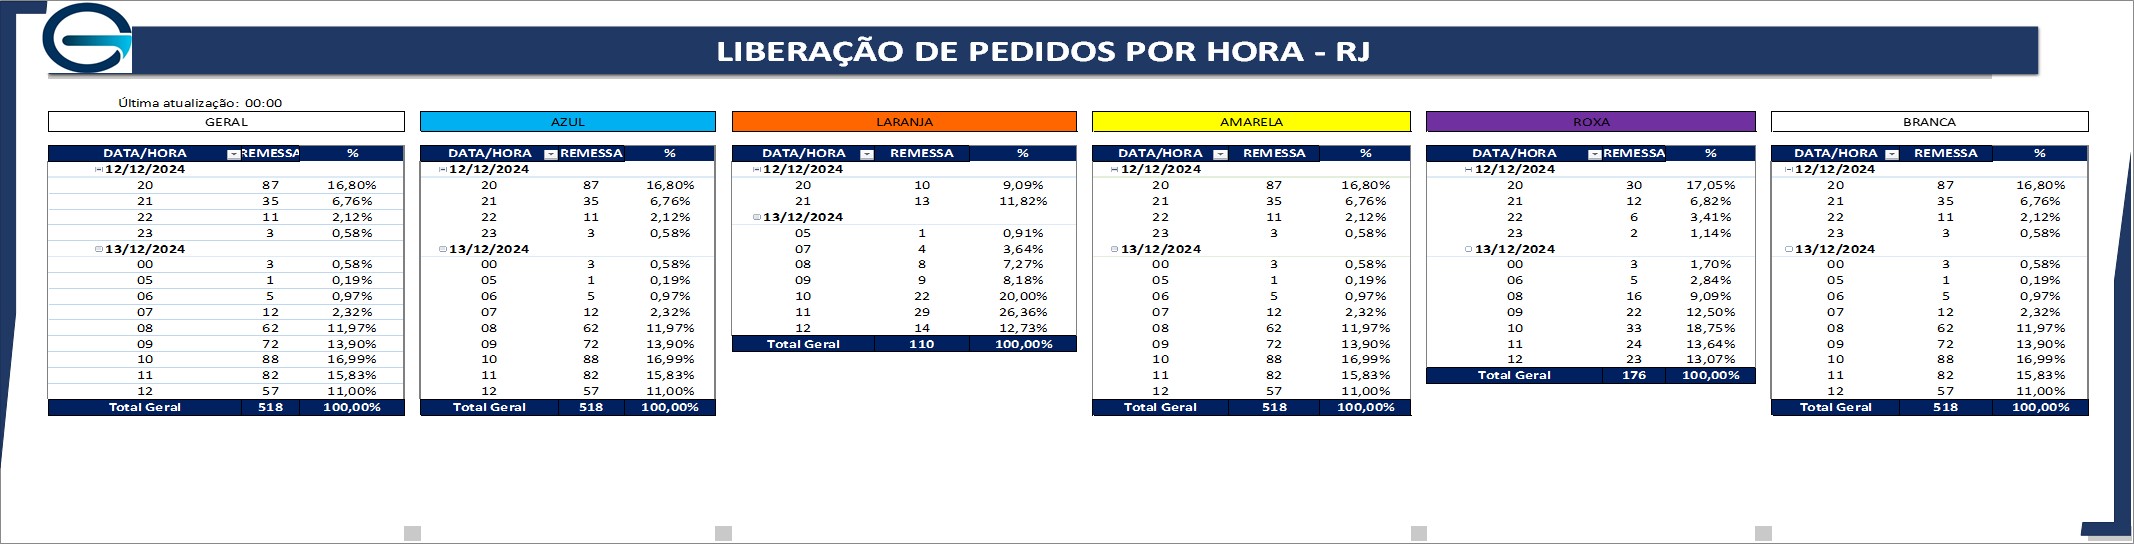 LIBERAÇÃO DE PEDIDOS POR HORA - RJ
Última atualização: 00:00
GERAL
DATA/HORA REMESSA %
12/12/2024
20 87 16,80%
21 35 6,76%
22 11 2,12%
23 3 0,58%
13/12/2024
00 3 0,58%
05 1 0,19%
06 5 0,97%
07 12 2,32%
08 62 11,97%
09 72 13,90%
10 88 16,99%
11 82 15,83%
12 57 11,00%
Total Geral 518 100,00%
AZUL
DATA/HORA REMESSA %
12/12/2024
20 87 16,80%
21 35 6,76%
22 11 2,12%
23 3 0,58%
13/12/2024
00 3 0,58%
05 1 0,19%
06 5 0,97%
07 12 2,32%
08 62 11,97%
09 72 13,90%
10 88 16,99%
11 82 15,83%
12 57 11,00%
Total Geral 518 100,00%
LARANJA
DATA/HORA REMESSA %
12/12/2024
20 10 9,09%
21 13 11,82%
13/12/2024
05 1 0,91%
07 4 3,64%
08 8 7,27%
09 9 8,18%
10 22 20,00%
11 29 26,36%
12 14 12,73%
Total Geral 110 100,00%
AMARELA
DATA/HORA REMESSA %
12/12/2024
20 87 16,80%
21 35 6,76%
22 11 2,12%
23 3 0,58%
13/12/2024
00 3 0,58%
05 1 0,19%
06 5 0,97%
07 12 2,32%
08 62 11,97%
09 72 13,90%
10 88 16,99%
11 82 15,83%
12 57 11,00%
Total Geral 518 100,00%
ROXA
DATA/HORA REMESSA %
12/12/2024
20 30 17,05%
21 12 6,82%
22 6 3,41%
23 2 1,14%
13/12/2024
00 3 1,70%
06 5 2,84%
08 16 9,09%
09 22 12,50%
10 33 18,75%
11 24 13,64%
12 23 13,07%
Total Geral 176 100,00%
BRANCA
DATA/HORA REMESSA %
12/12/2024
20 87 16,80%
21 35 6,76%
22 11 2,12%
23 3 0,58%
13/12/2024
00 3 0,58%
05 1 0,19%
06 5 0,97%
07 12 2,32%
08 62 11,97%
09 72 13,90%
10 88 16,99%
11 82 15,83%
12 57 11,00%
Total Geral 518 100,00%